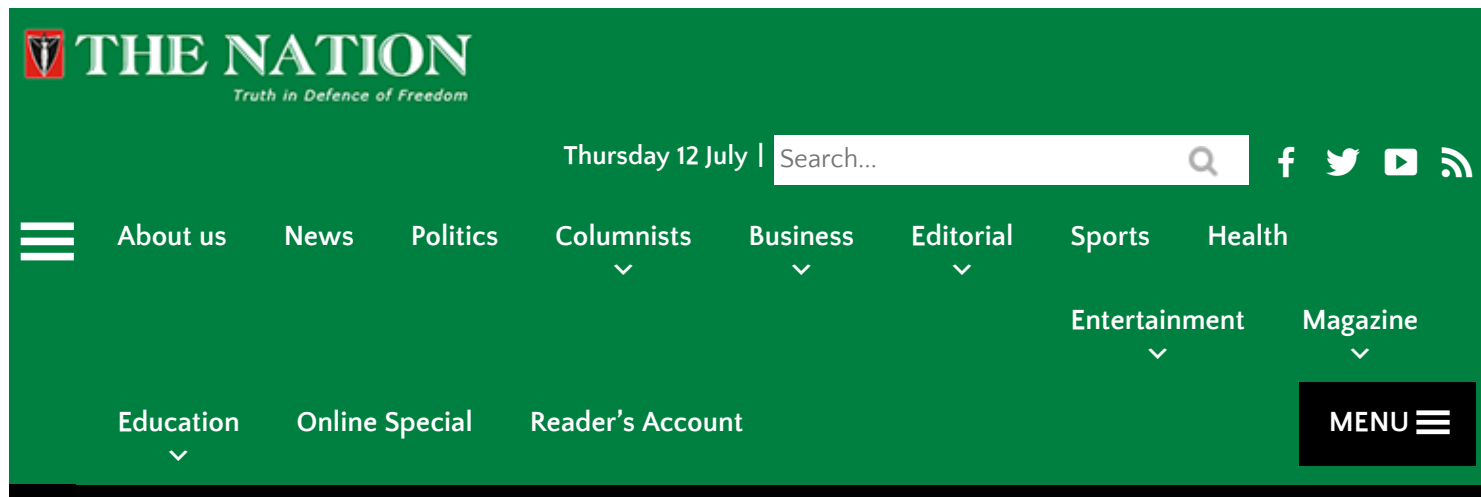 THE NATION
Truth in Defence of Freedom
Thursday 12 July | Search...
About us News Politics Columnists Business Editorial Sports Health
Entertainment Magazine
Education Online Special Reader’s Account MENU